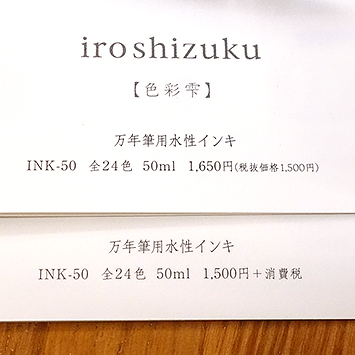 iroshizuku
【色彩雫】
万年筆用水性インキ
INK-50 全24色 50ml 1,650円(税抜価格1,500円)
万年筆用水性インキ
INK-50 全24色 50ml 1,500円＋消費税